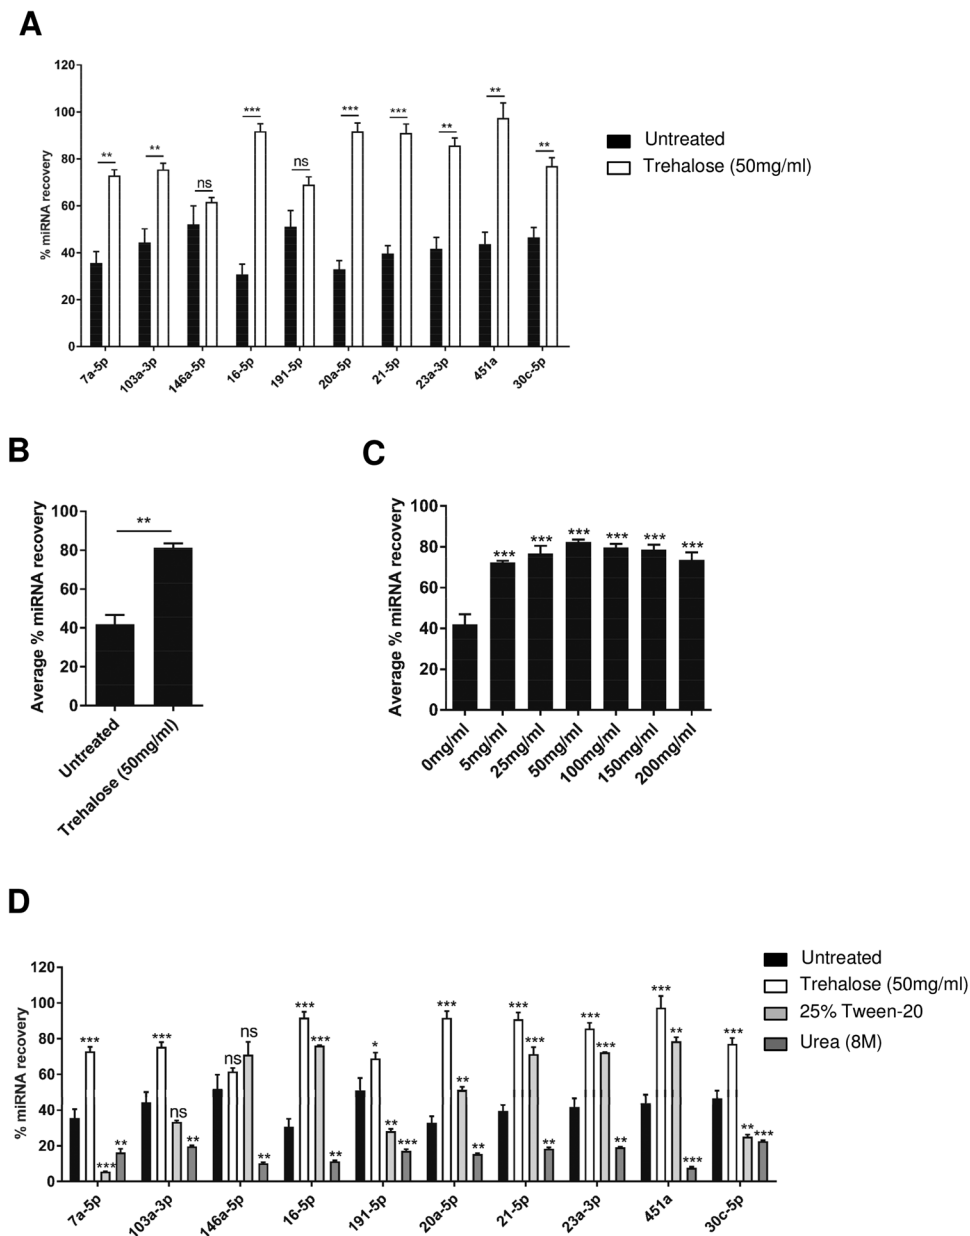 A
% miRNA recovery
120
100
80
60
40
20
0
** ** ns *** ns *** *** ** ** **
7a-5p 103a-3p 146a-5p 16-5p 191-5p 20a-5p 21-5p 23a-3p 451a 30c-5p
Untreated
Trehalose (50mg/ml)
B
Average % miRNA recovery
100
80
60
40
20
0
**
Untreated
Trehalose (50mg/ml)
C
Average % miRNA recovery
100
80
60
40
20
0
*** *** *** *** *** ***
0mg/ml 5mg/ml 25mg/ml 50mg/ml 100mg/ml 150mg/ml 200mg/ml
D
% miRNA recovery
120
100
80
60
40
20
0
*** *** ** *** ns ** ns ns ** *** *** ** * ** *** *** ** ** *** *** ** *** *** ** *** ** *** *** ** ***
7a-5p 103a-3p 146a-5p 16-5p 191-5p 20a-5p 21-5p 23a-3p 451a 30c-5p
Untreated
Trehalose (50mg/ml)
25% Tween-20
Urea (8M)